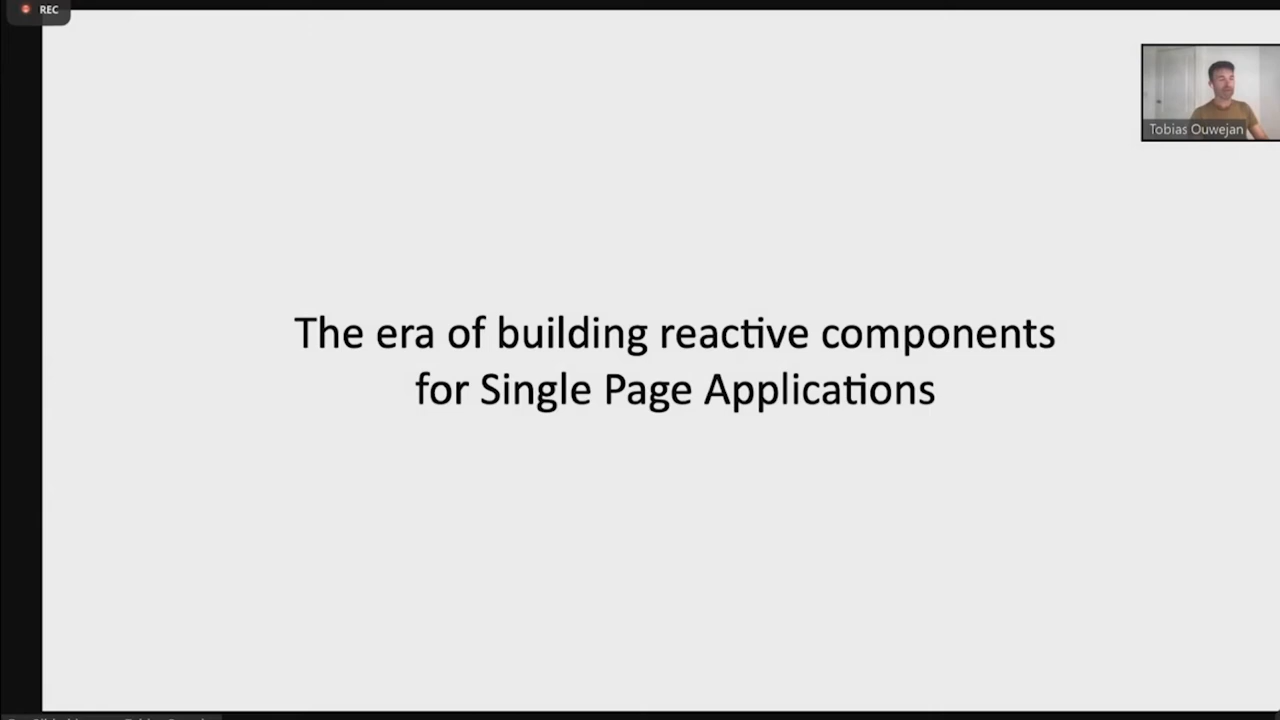 REC
Tobias Ouwejan
The era of building reactive components
for Single Page Applications